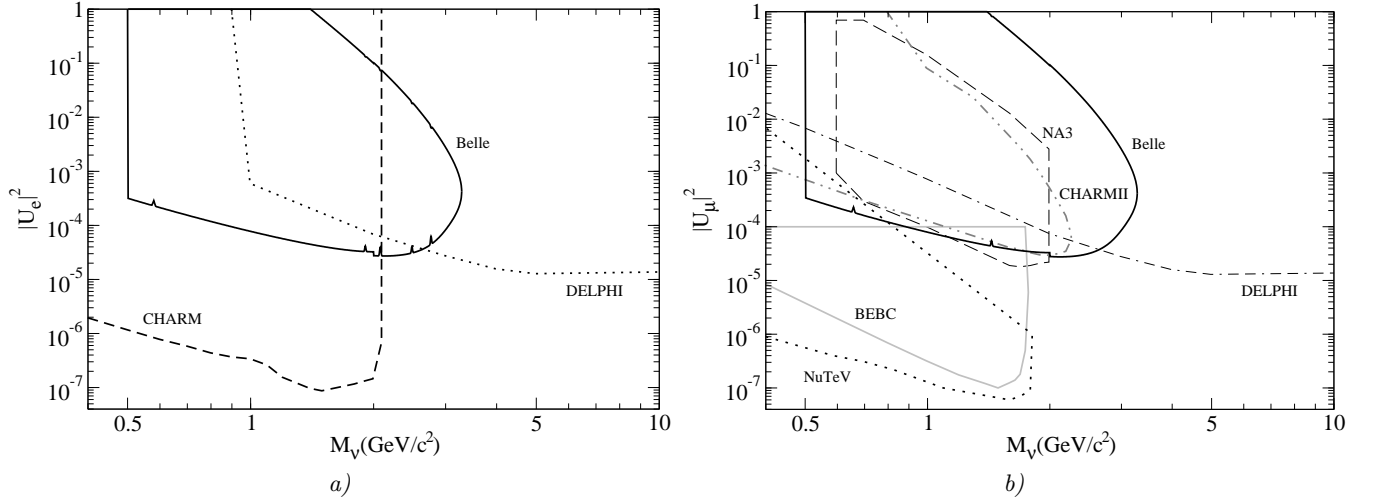 1
10^-1
10^-2
10^-3
10^-4
10^-5
10^-6
10^-7
|U_e|^2
Belle
DELPHI
CHARM
0.5 1 2 5 10
M_ν(GeV/c^2)
a)
1
10^-1
10^-2
10^-3
10^-4
10^-5
10^-6
10^-7
|U_μ|^2
NA3
Belle
CHARMII
DELPHI
BEBC
NuTeV
0.5 1 2 5 10
M_ν(GeV/c^2)
b)